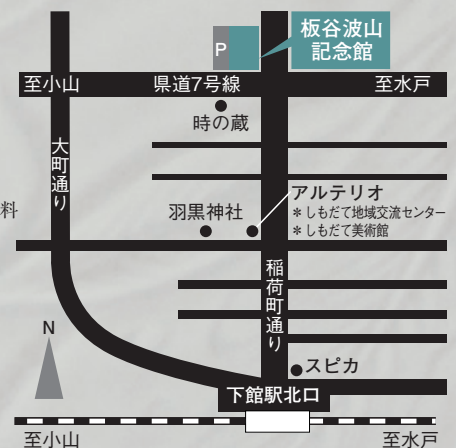 板谷波山
記念館
P
至小山
県道7号線
至水戸
時の蔵
大町通り
料
羽黒神社
アルテリオ
＊しもだて地域交流センター
＊しもだて美術館
稲荷町通り
N
スピカ
下館駅北口
至小山
至水戸